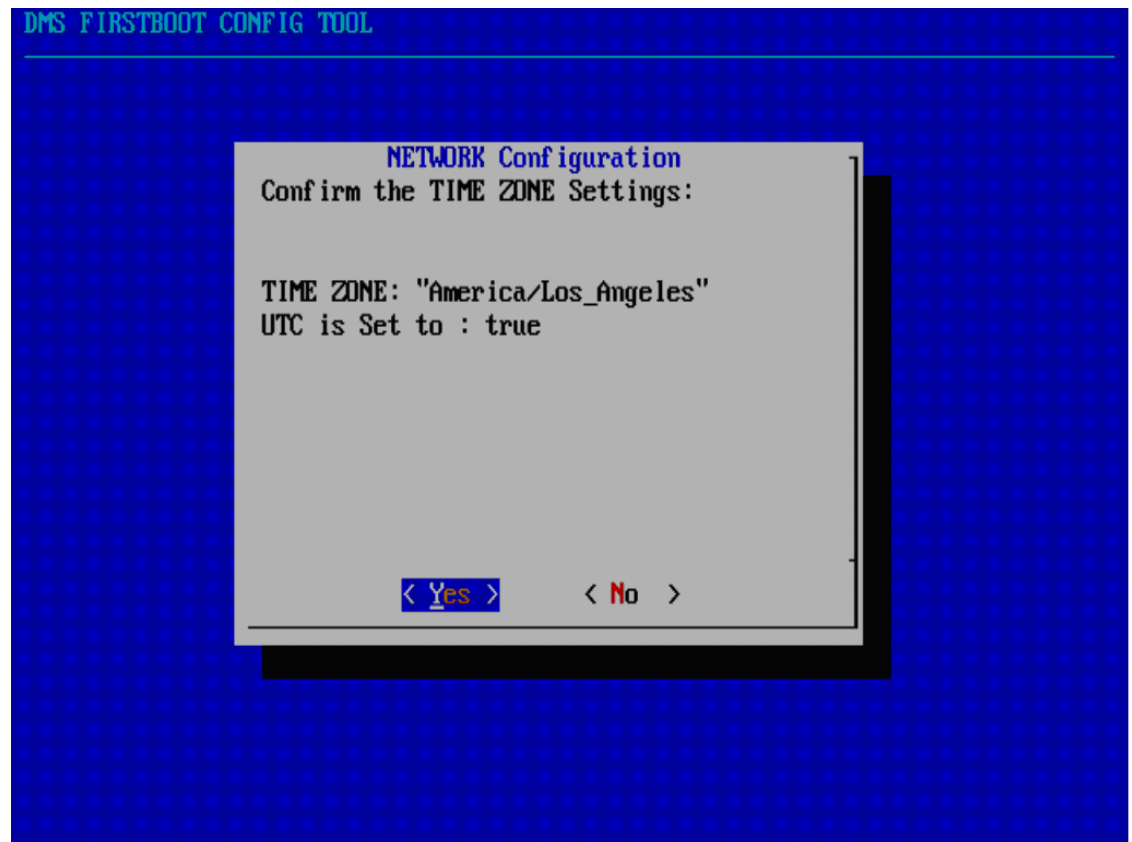 DMS FIRSTBOOT CONFIG TOOL
NETWORK Configuration
Confirm the TIME ZONE Settings:
TIME ZONE: "America/Los_Angeles"
UTC is Set to : true
< Yes > < No >